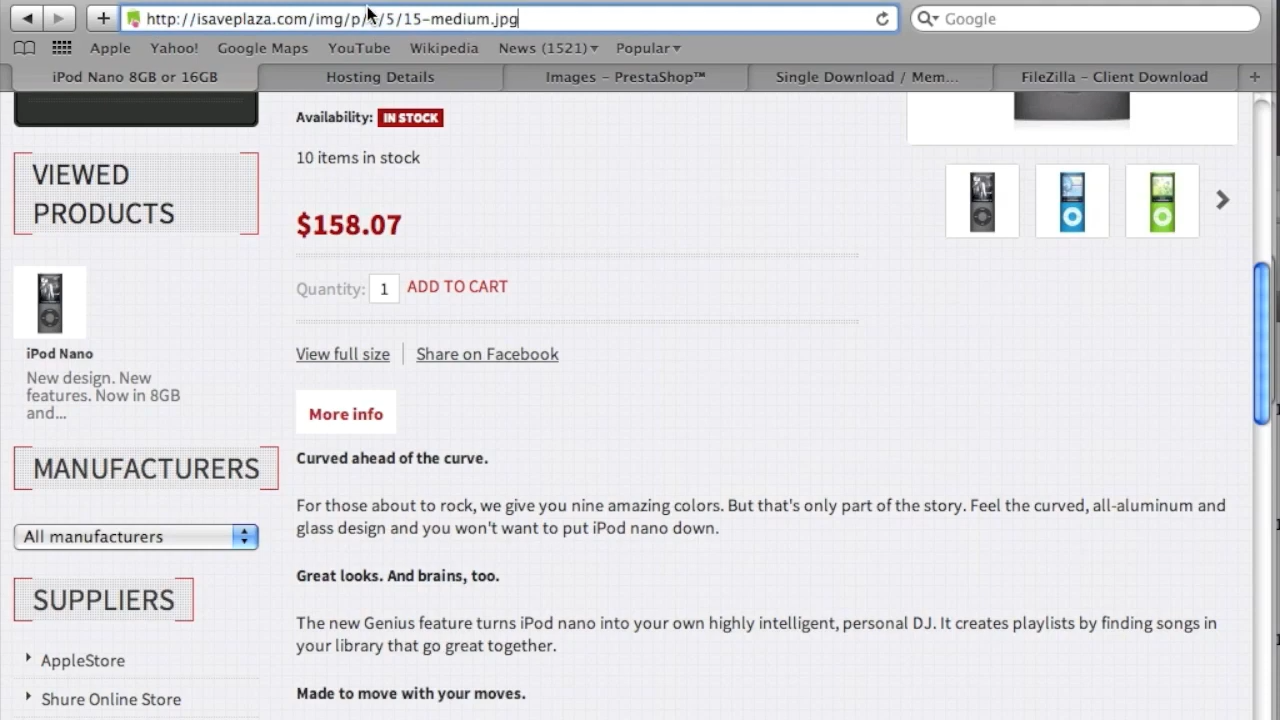 http://isaveplaza.com/img/p/1/5/15-medium.jpg
Google
Apple Yahoo! Google Maps YouTube Wikipedia News (1521) Popular
iPod Nano 8GB or 16GB Hosting Details Images - PrestaShop™ Single Download / Mem... FileZilla - Client Download
Availability: IN STOCK
10 items in stock
VIEWED
PRODUCTS
$158.07
Quantity: 1 ADD TO CART
iPod Nano
New design. New
features. Now in 8GB
and...
View full size Share on Facebook
More info
MANUFACTURERS
All manufacturers
SUPPLIERS
AppleStore
Shure Online Store
Curved ahead of the curve.
For those about to rock, we give you nine amazing colors. But that's only part of the story. Feel the curved, all-aluminum and
glass design and you won't want to put iPod nano down.
Great looks. And brains, too.
The new Genius feature turns iPod nano into your own highly intelligent, personal DJ. It creates playlists by finding songs in
your library that go great together.
Made to move with your moves.